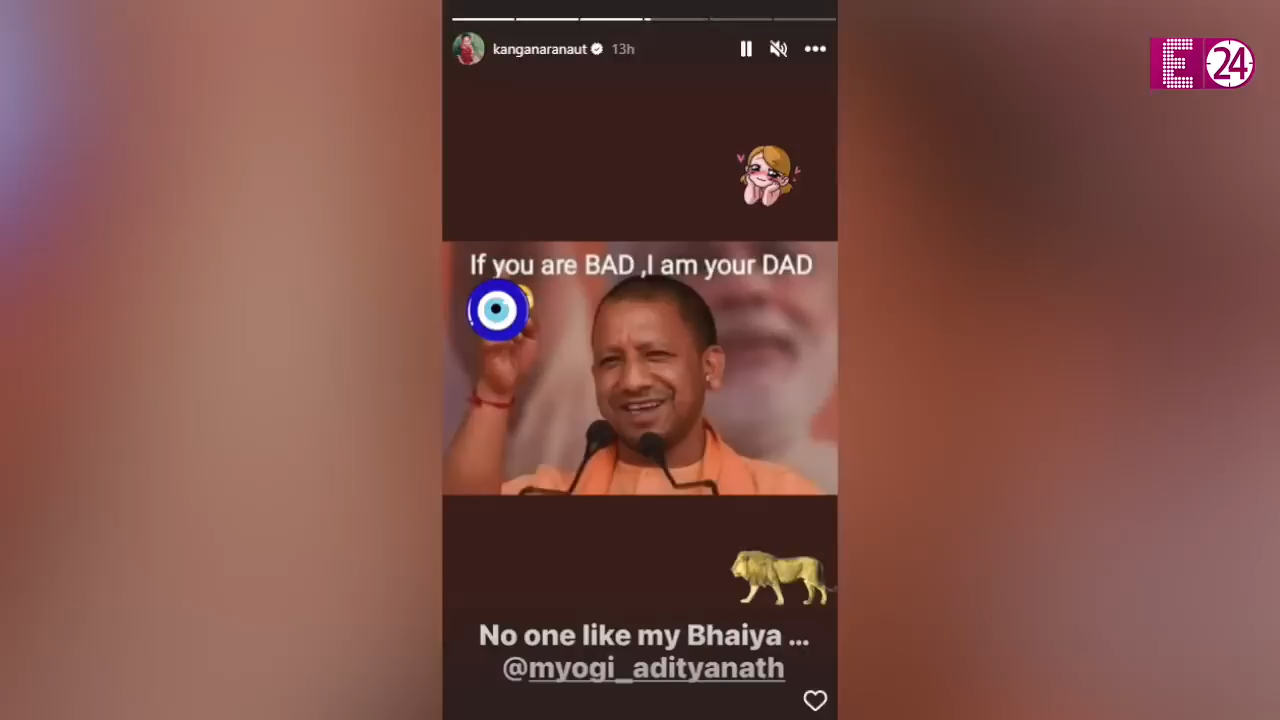 kanganaranaut 13h
E 24
If you are BAD ,I am your DAD
No one like my Bhaiya ...
@myogi_adityanath